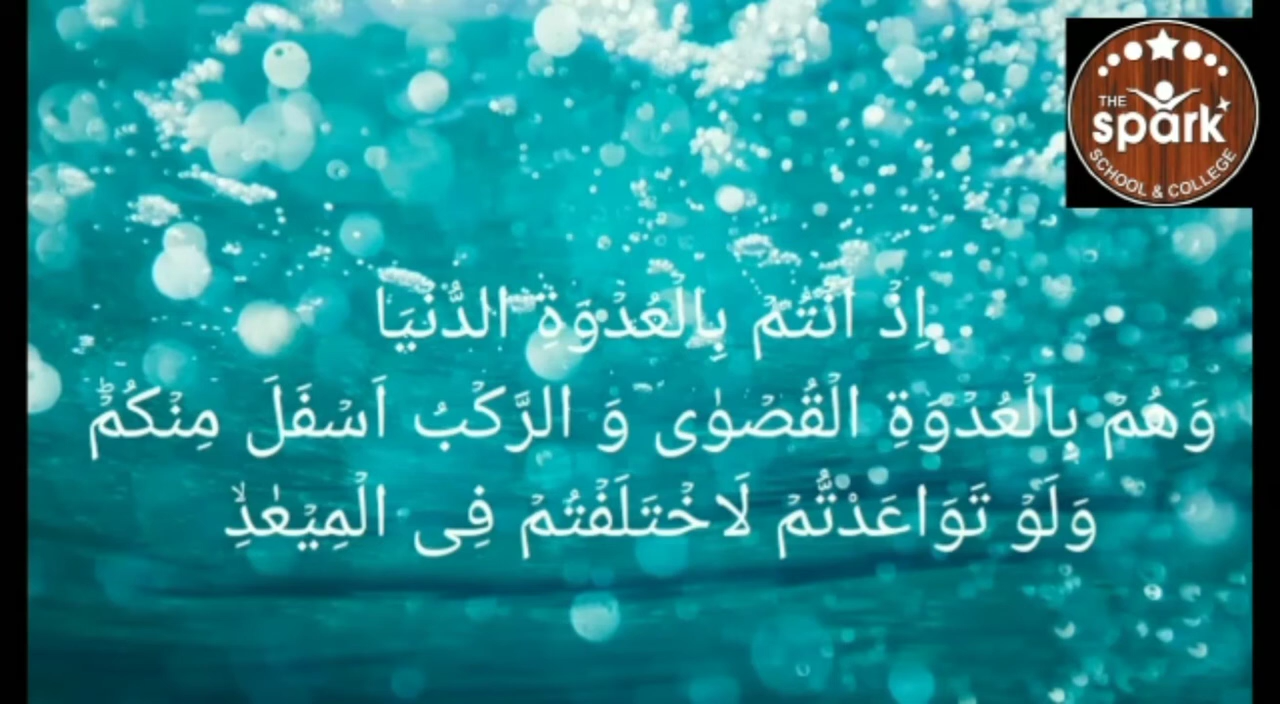 اِذۡ اَنۡتُمۡ بِالۡعُدۡوَةِ الدُّنۡيَا
وَهُمۡ بِالۡعُدۡوَةِ الۡقُصۡوٰى وَ الرَّكۡبُ اَسۡفَلَ مِنۡكُمۡ‌ؕ
وَلَوۡ تَوَاعَدْتُّمۡ لَاخۡتَلَفۡتُمۡ فِى الۡمِيۡعٰدِ‌ۙ
THE
spark
SCHOOL & COLLEGE